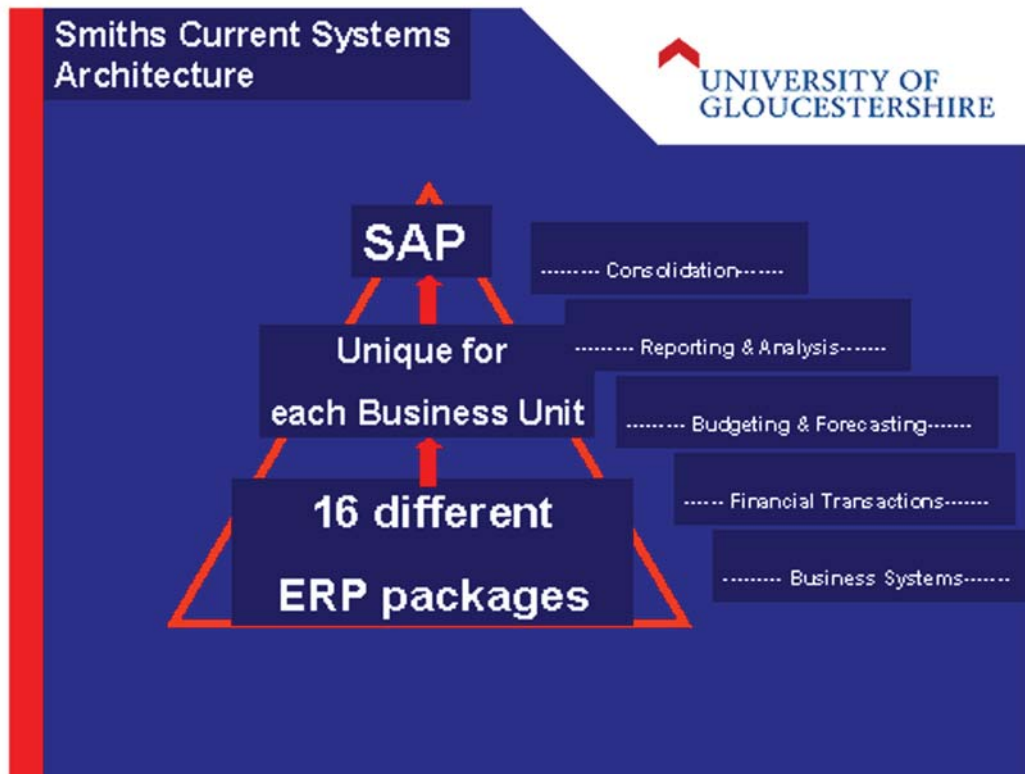 Smiths Current Systems
Architecture
UNIVERSITY OF
GLOUCESTERSHIRE
SAP
--------- Consolidation-------
Unique for
each Business Unit
--------- Reporting & Analysis-------
--------- Budgeting & Forecasting-------
16 different
ERP packages
------ Financial Transactions-------
--------- Business Systems-------